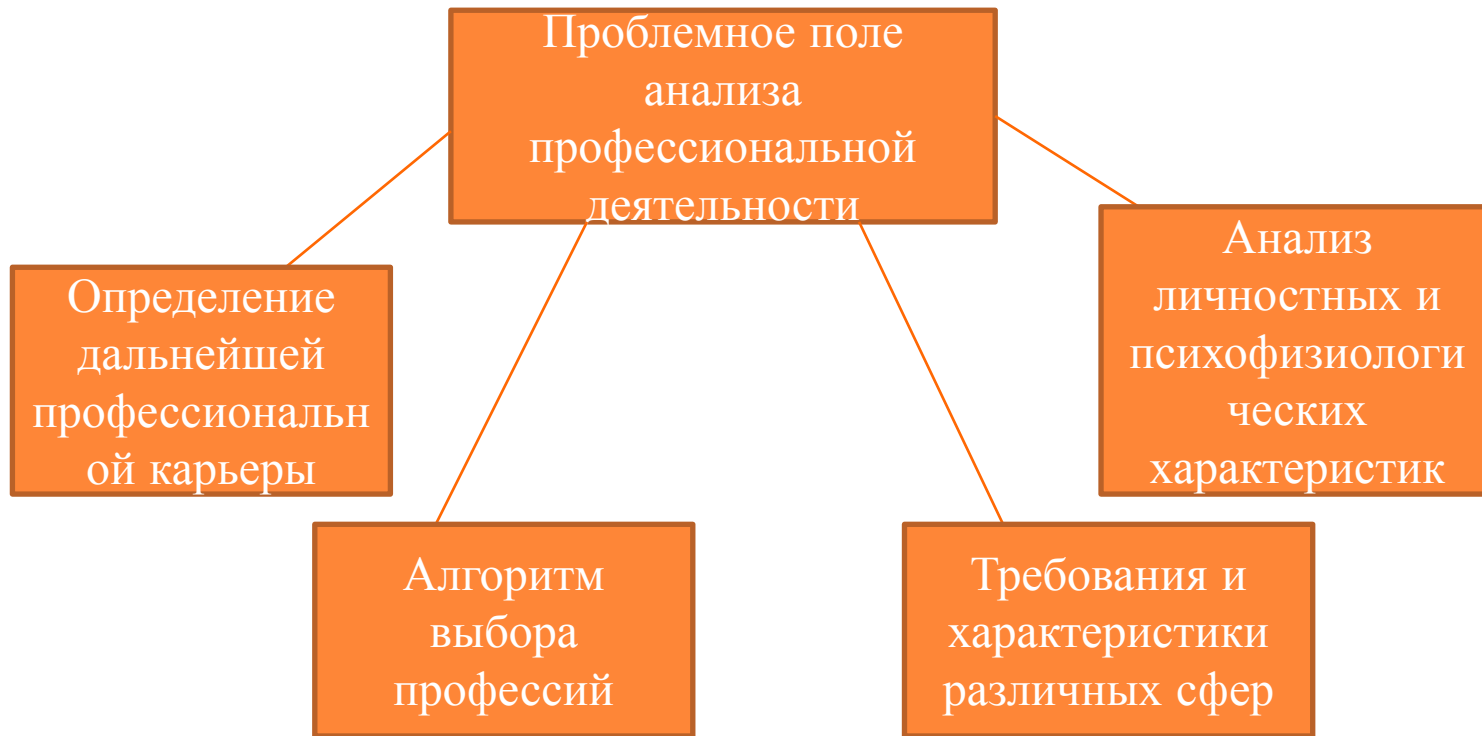 Проблемное поле
анализа
профессиональной
деятельности
Определение
дальнейшей
профессиональн
ой карьеры
Алгоритм
выбора
профессий
Требования и
характеристики
различных сфер
Анализ
личностных и
психофизиологи
ческих
характеристик